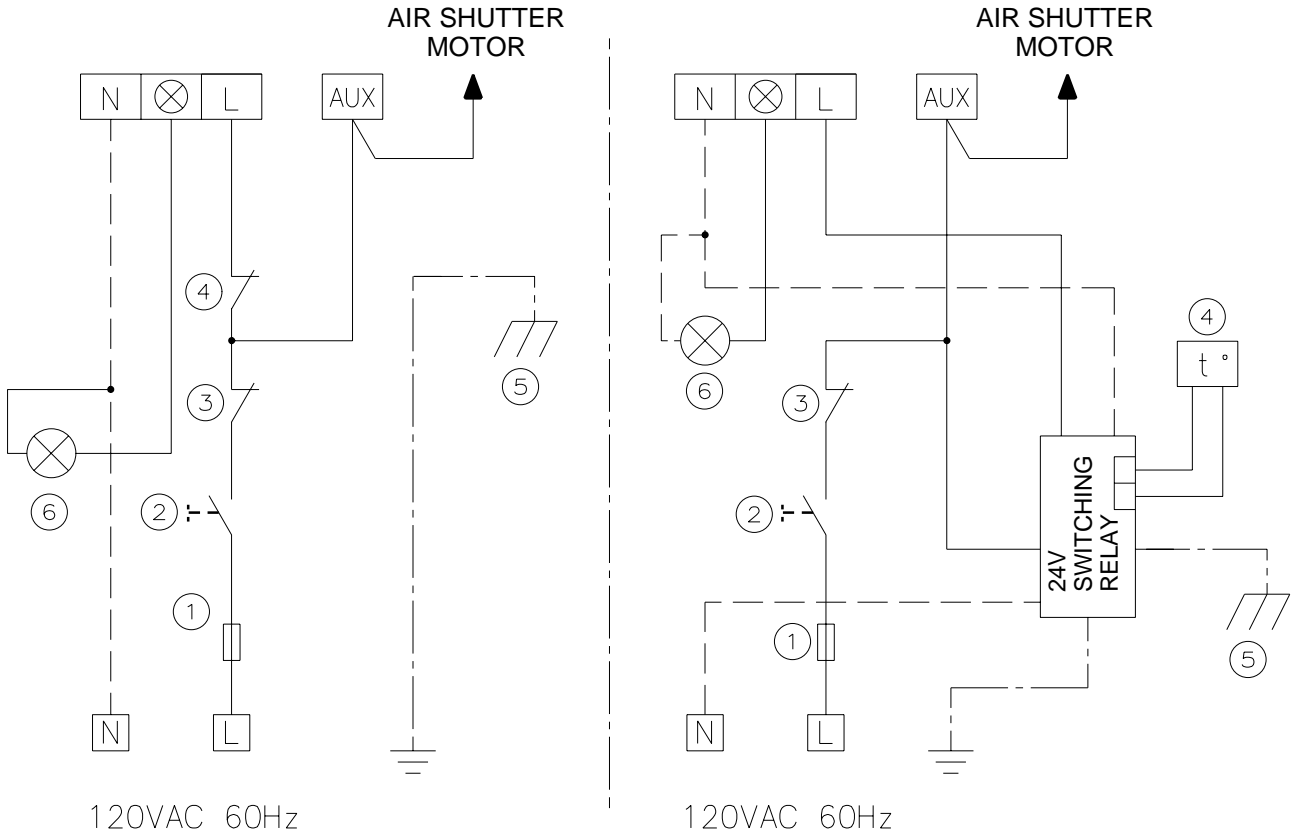 AIR SHUTTER
MOTOR
N
L
AUX
4
5
3
6
2
1
N
L
120VAC 60Hz
AIR SHUTTER
MOTOR
N
L
AUX
4
t °
6
3
2
24V
SWITCHING
RELAY
1
5
N
L
120VAC 60Hz